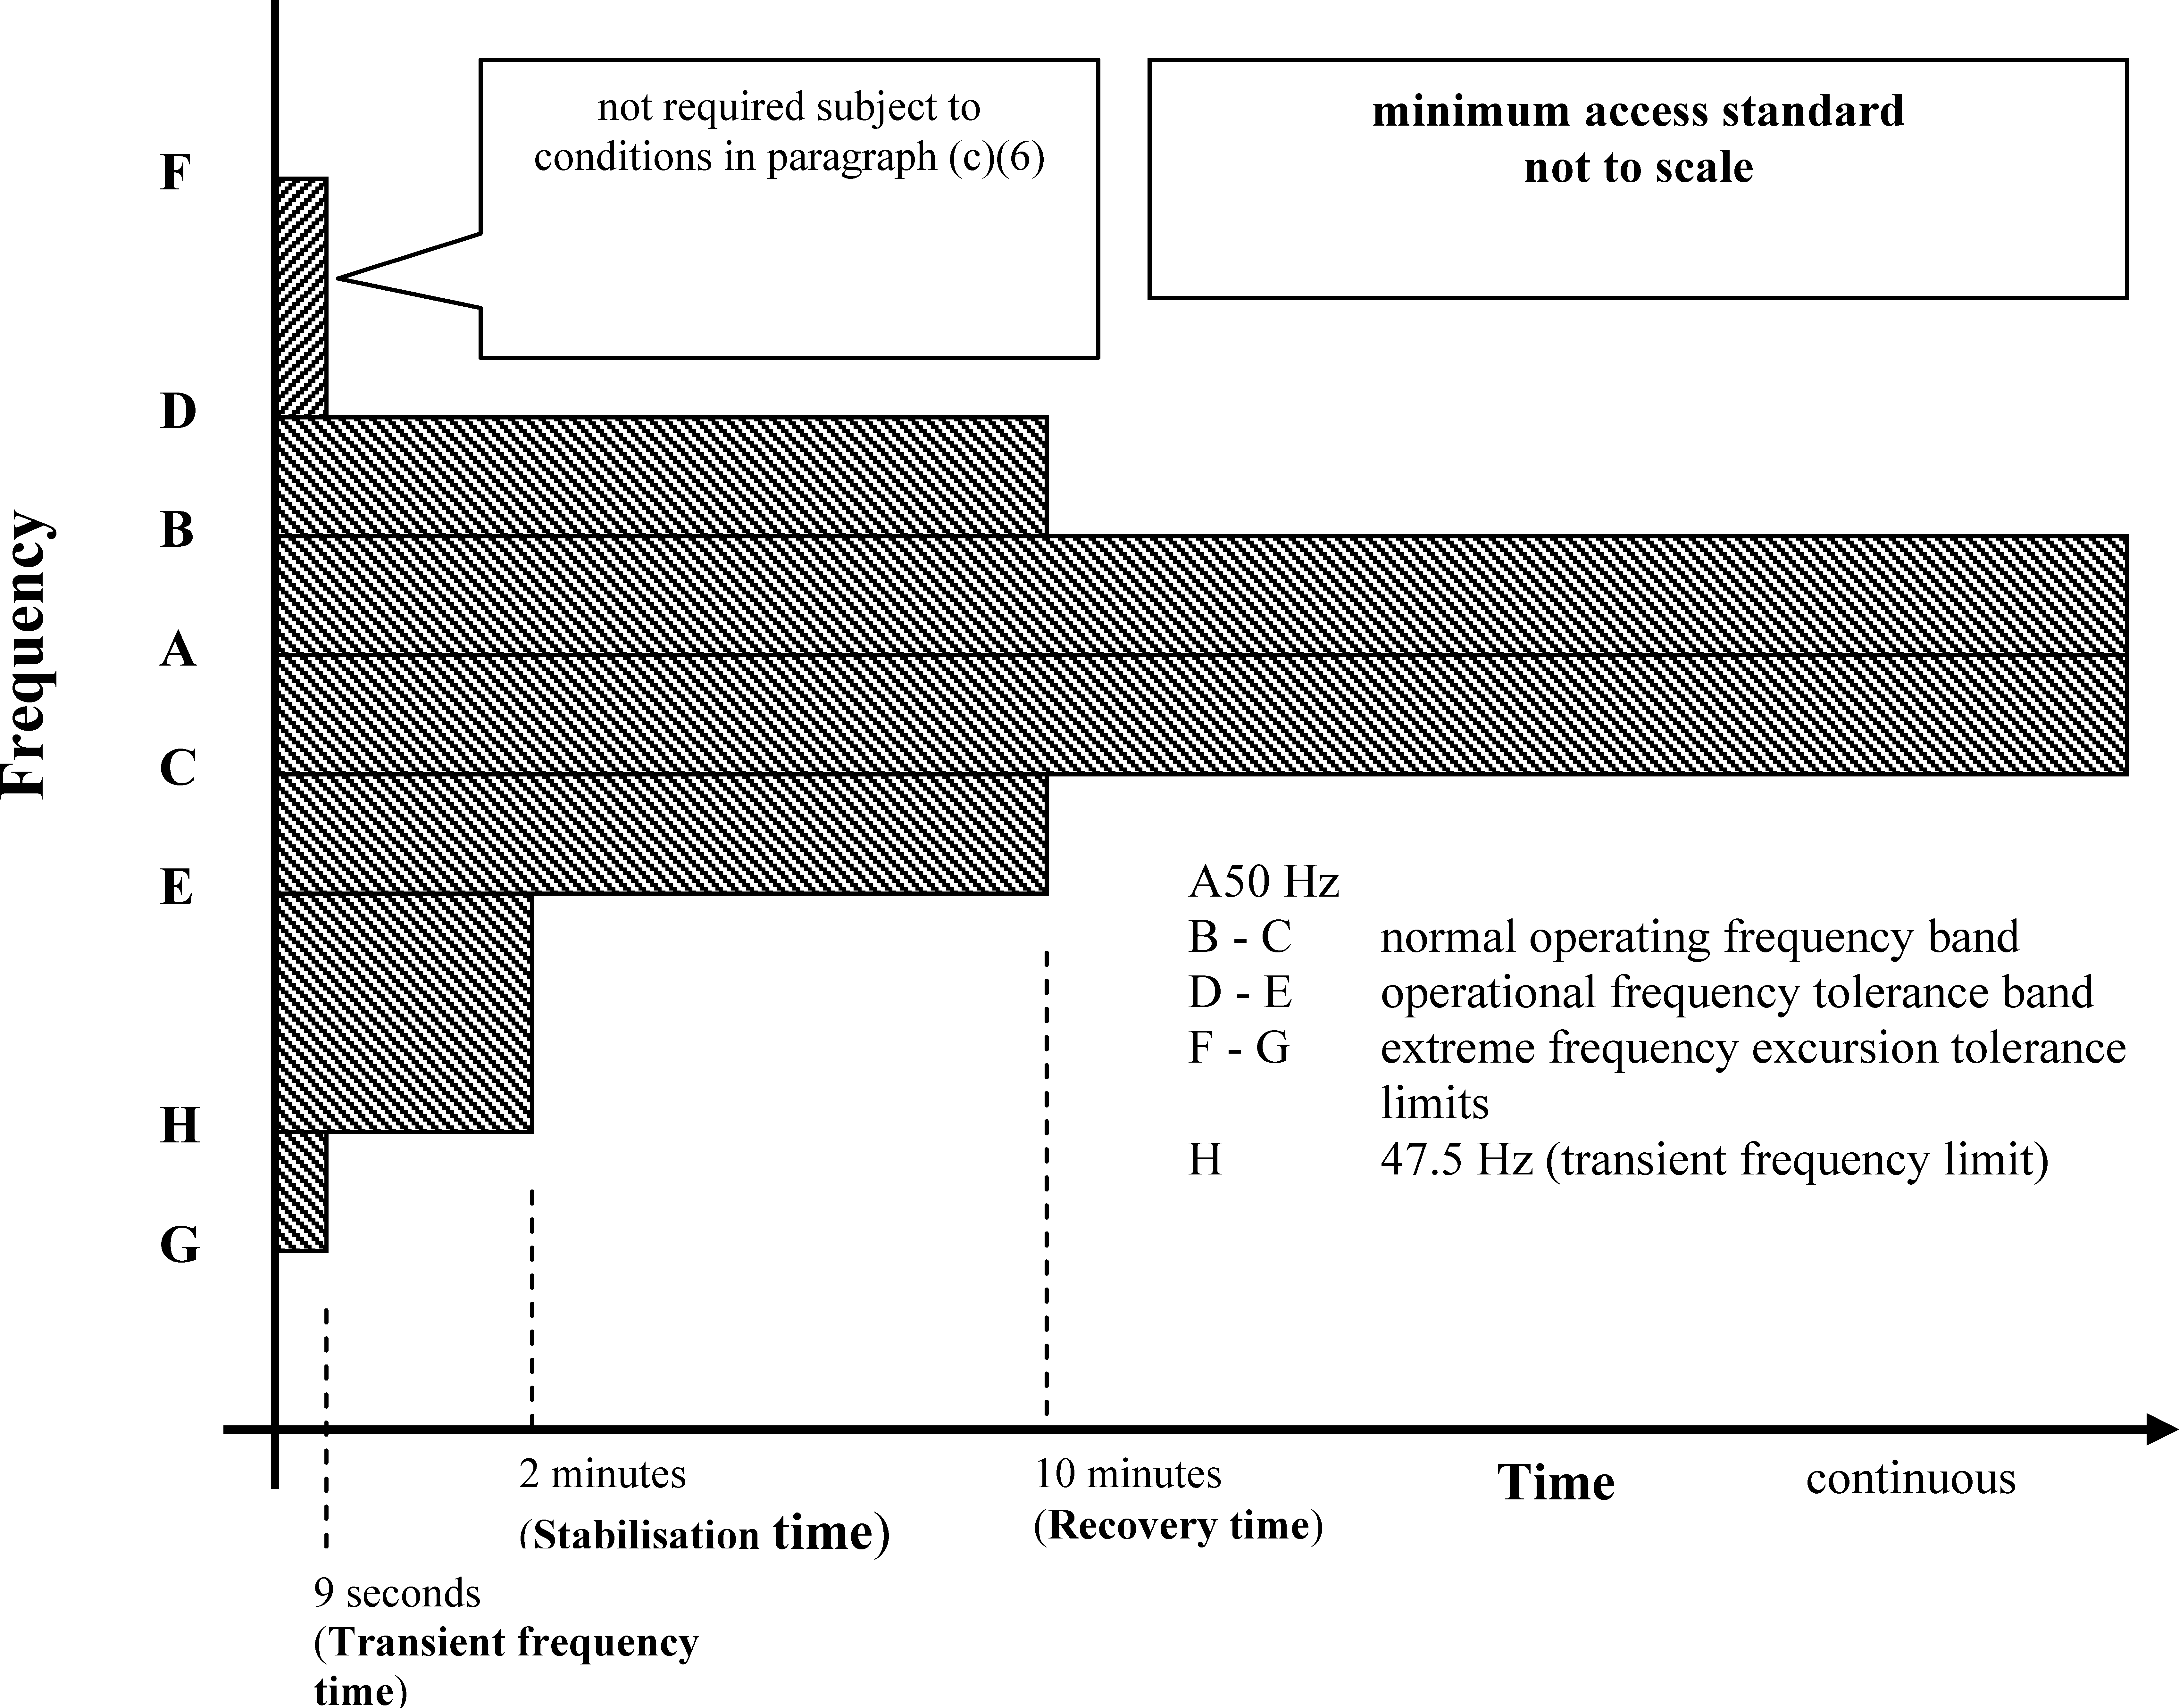 not required subject to
conditions in paragraph (c)(6)
minimum access standard
not to scale
F
D
B
A
C
E
H
G
Frequency
A50 Hz
B - C normal operating frequency band
D - E operational frequency tolerance band
F - G extreme frequency excursion tolerance
limits
H 47.5 Hz (transient frequency limit)
2 minutes
(Stabilisation time)
10 minutes
(Recovery time)
Time
continuous
9 seconds
(Transient frequency
time)